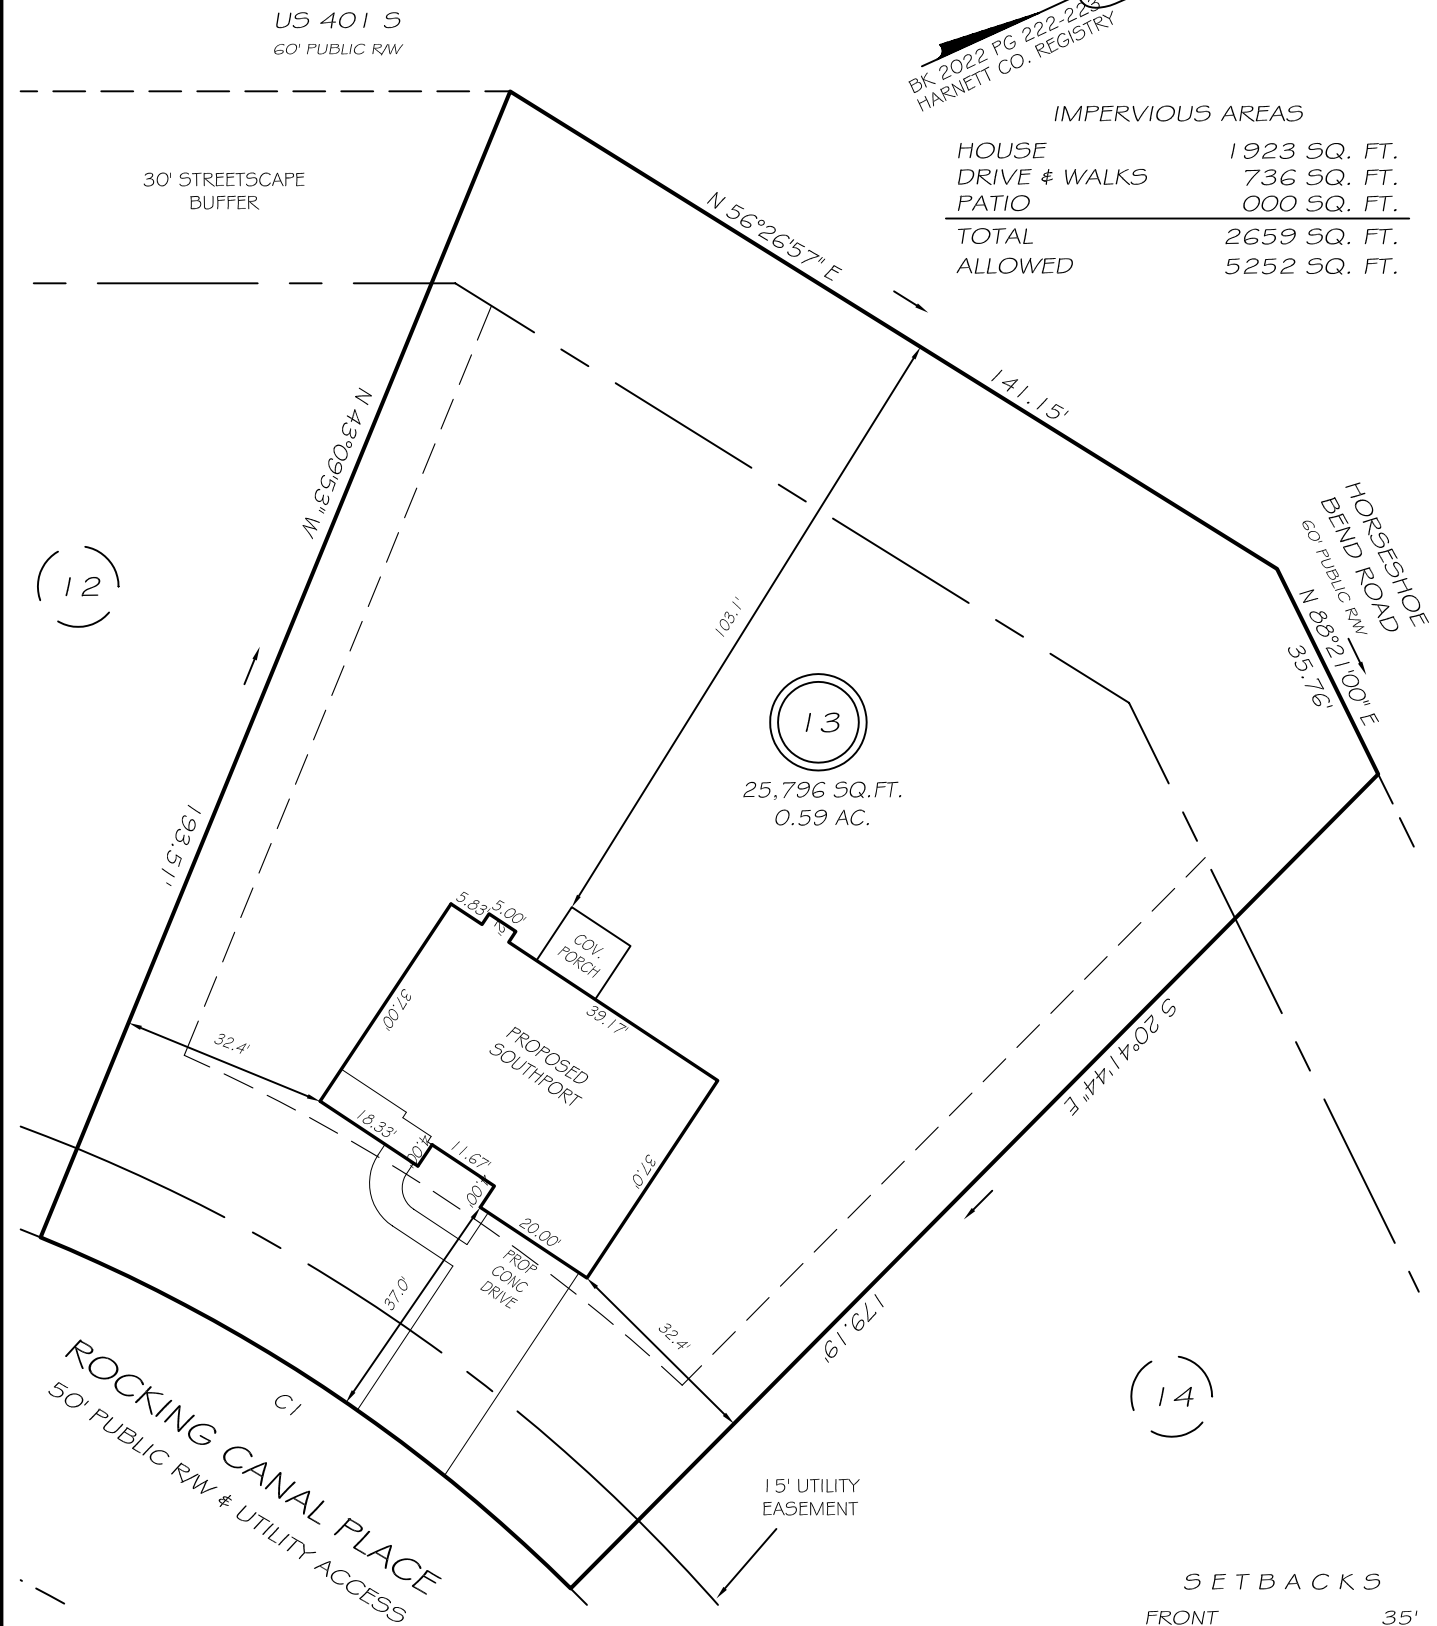 US 401 S
60' PUBLIC R/W
BK 2022 PG 222-223
HARNETT CO. REGISTRY
IMPERVIOUS AREAS
HOUSE 1923 SQ. FT.
DRIVE & WALKS 736 SQ. FT.
PATIO 000 SQ. FT.
TOTAL 2659 SQ. FT.
ALLOWED 5252 SQ. FT.
30' STREETSCAPE
BUFFER
N 56°26'57" E
141.15'
N 43°09'53" W
193.51'
HORSESHOE
BEND ROAD
60' PUBLIC R/W
N 88°21'00" E
35.76'
12
103.1'
13
25,796 SQ.FT.
0.59 AC.
5.83'
5.00'
COV.
PORCH
37.00'
39.17'
PROPOSED
SOUTHPORT
32.4'
18.33'
4.00'
11.67'
4.00'
20.00'
37.0'
PROP
CONC
DRIVE
37.0'
32.4'
S 20°41'44" E
179.19'
14
C1
ROCKING CANAL PLACE
50' PUBLIC R/W & UTILITY ACCESS
15' UTILITY
EASEMENT
SETBACKS
FRONT 35'